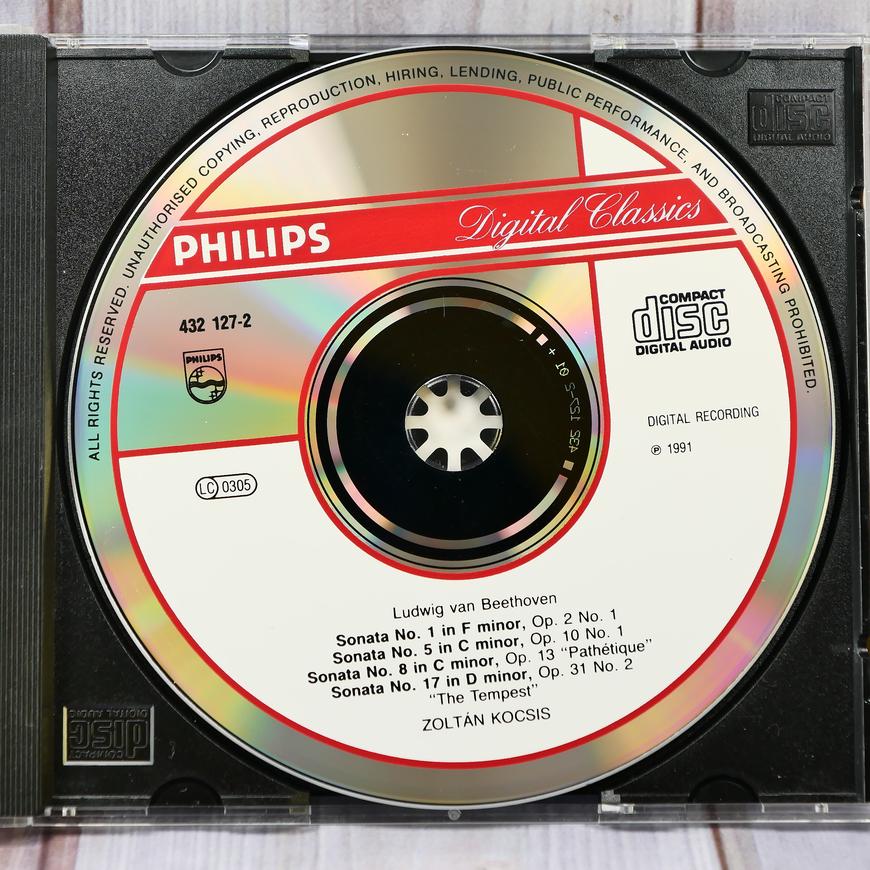 ALL RIGHTS RESERVED. UNAUTHORISED COPYING, REPRODUCTION, HIRING, LENDING, PUBLIC PERFORMANCE, AND BROADCASTING PROHIBITED.
COMPACT
disc
DIGITAL AUDIO
PHILIPS
Digital Classics
432 127-2
PHILIPS
COMPACT
disc
DIGITAL AUDIO
432 127-2 01 +
DIGITAL RECORDING
℗ 1991
LC 0305
Ludwig van Beethoven
Sonata No. 1 in F minor, Op. 2 No. 1
Sonata No. 5 in C minor, Op. 10 No. 1
Sonata No. 8 in C minor, Op. 13 “Pathétique”
Sonata No. 17 in D minor, Op. 31 No. 2
“The Tempest”
ZOLTÁN KOCSIS
COMPACT
disc
DIGITAL AUDIO